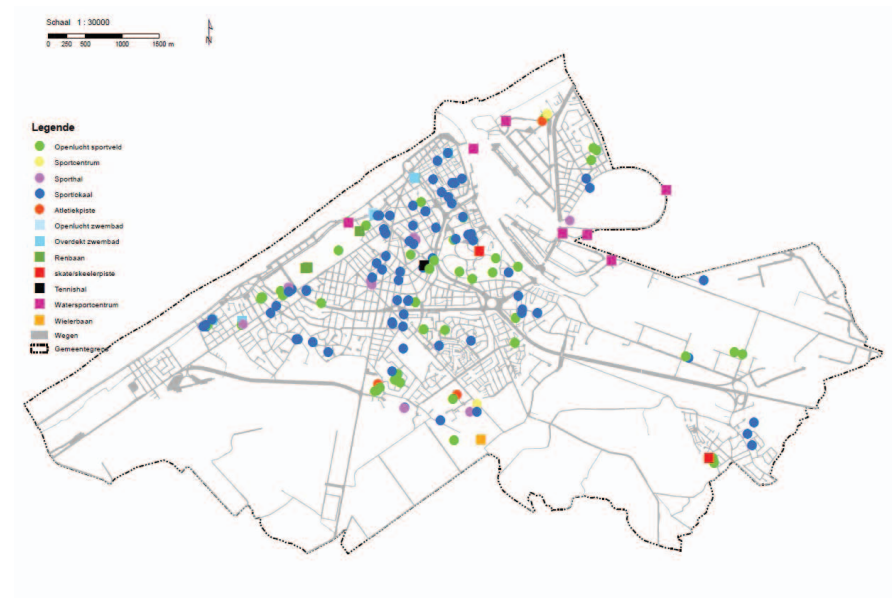 Schaal 1 : 30000
0 250 500 1000 1500 m
N
Legende
Openlucht sportveld
Sportcentrum
Sporthal
Sportlokaal
Atletiekpiste
Openlucht zwembad
Overdekt zwembad
Renbaan
skate/skeelerpiste
Tennishal
Watersportcentrum
Wielerbaan
Wegen
Gemeentegrens